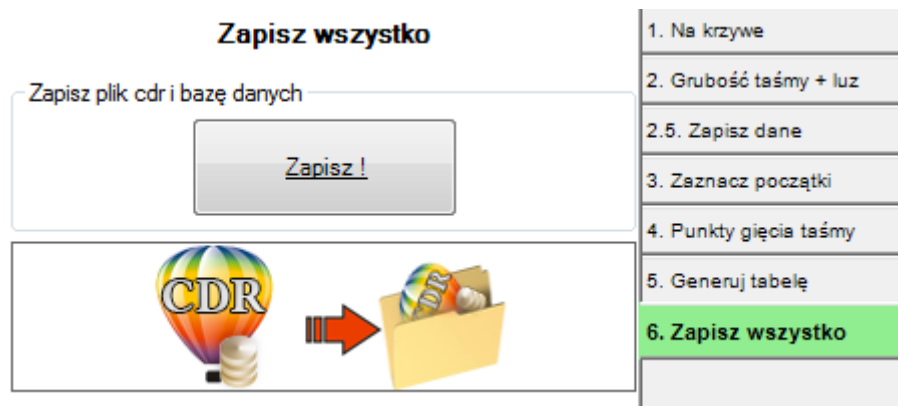 Zapisz wszystko
Zapisz plik cdr i bazę danych
Zapisz !
CDR
CDR
1. Na krzywe
2. Grubość taśmy + luz
2.5. Zapisz dane
3. Zaznacz początki
4. Punkty gięcia taśmy
5. Generuj tabelę
6. Zapisz wszystko